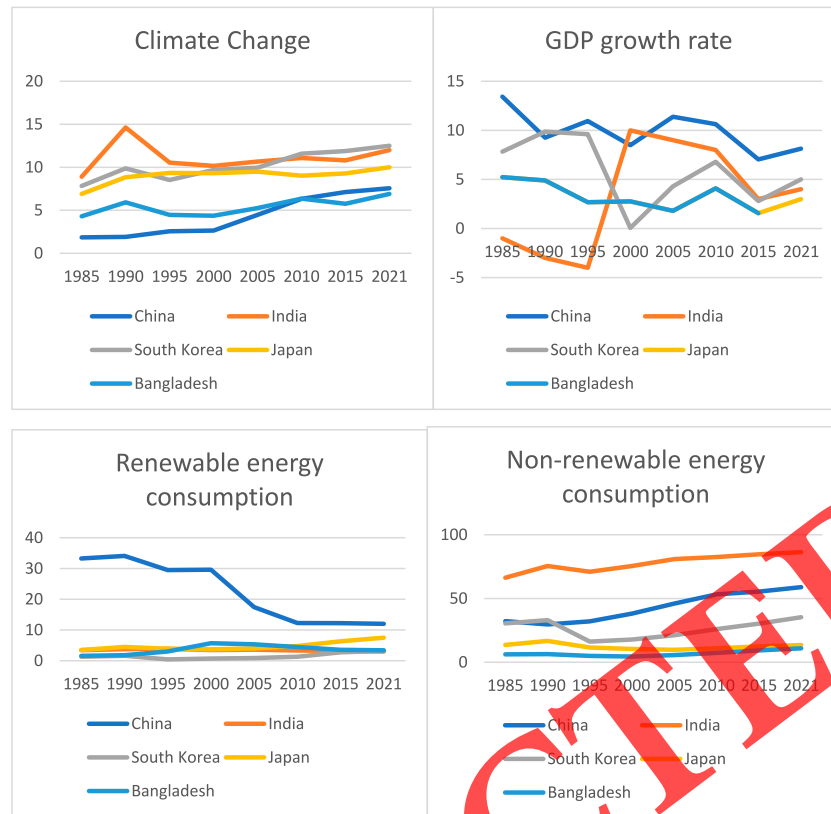 Climate Change
20
15
10
5
0
1985 1990 1995 2000 2005 2010 2015 2021
China India
South Korea Japan
Bangladesh
GDP growth rate
15
10
5
0
-5
1985 1990 1995 2000 2005 2010 2015 2021
China India
South Korea Japan
Bangladesh
Renewable energy
consumption
40
30
20
10
0
1985 1990 1995 2000 2005 2010 2015 2021
China India
South Korea Japan
Bangladesh
Non-renewable energy
consumption
100
50
0
1985 1990 1995 2000 2005 2010 2015 2021
China India
South Korea Japan
Bangladesh
CTE